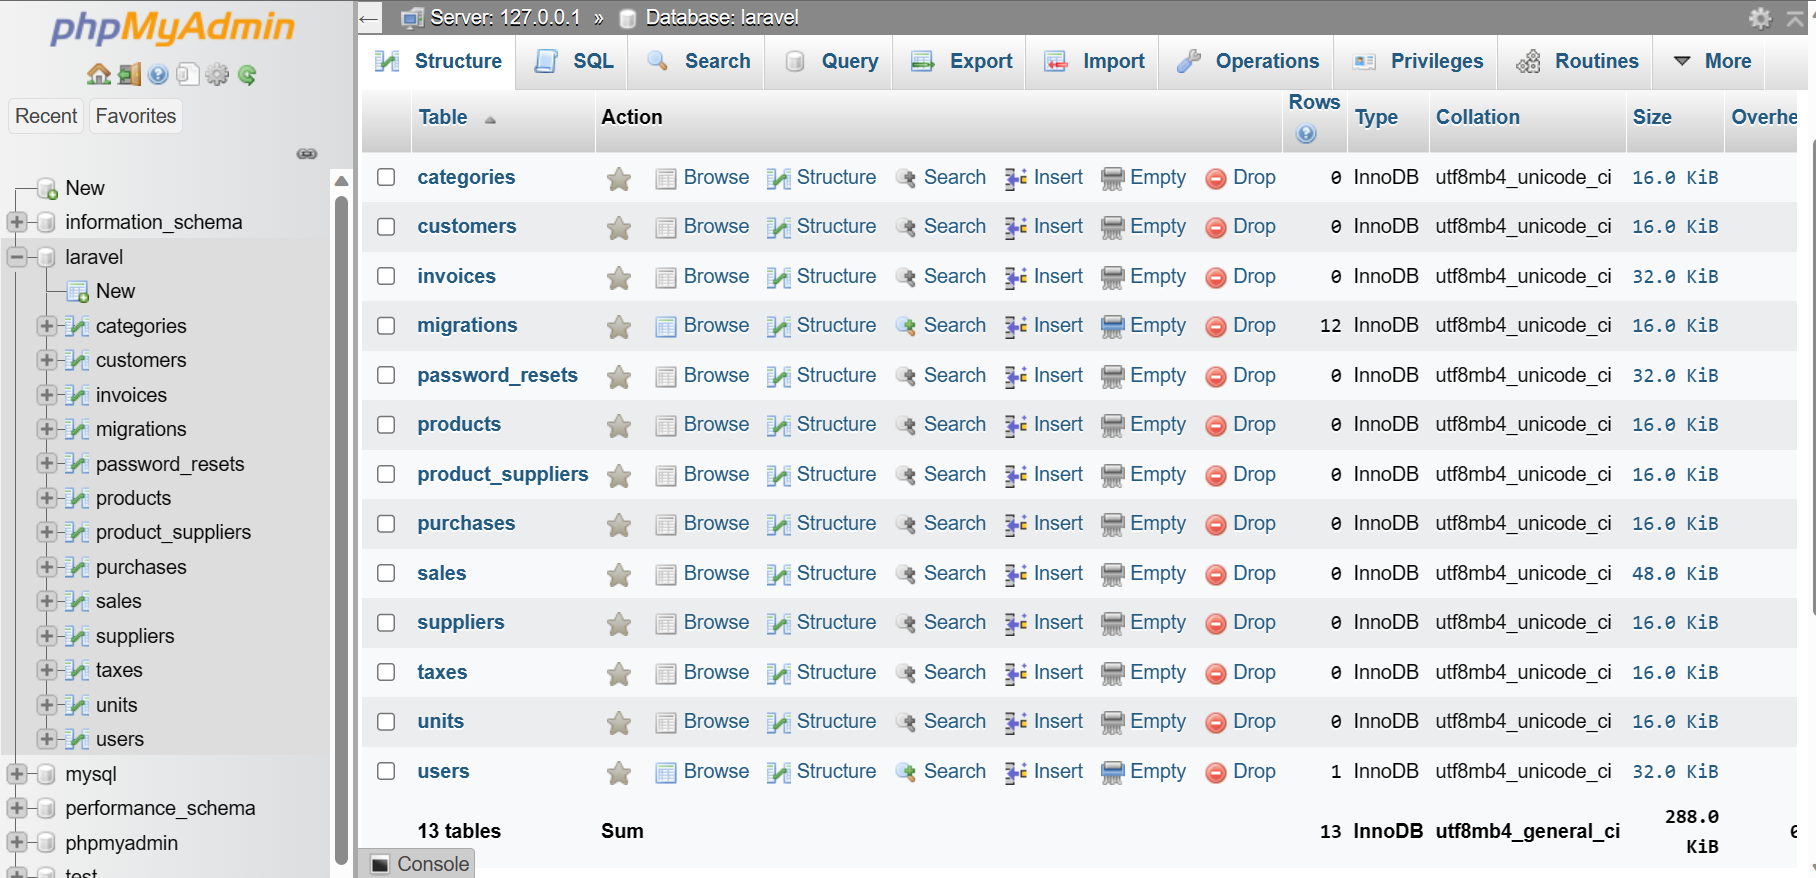 phpMyAdmin
Recent Favorites
New
information_schema
laravel
New
categories
customers
invoices
migrations
password_resets
products
product_suppliers
purchases
sales
suppliers
taxes
units
users
mysql
performance_schema
phpmyadmin
test
Server: 127.0.0.1 » Database: laravel
Structure SQL Search Query Export Import Operations Privileges Routines More
Table Action Rows Type Collation Size Overhe
categories Browse Structure Search Insert Empty Drop 0 InnoDB utf8mb4_unicode_ci 16.0 KiB
customers Browse Structure Search Insert Empty Drop 0 InnoDB utf8mb4_unicode_ci 16.0 KiB
invoices Browse Structure Search Insert Empty Drop 0 InnoDB utf8mb4_unicode_ci 32.0 KiB
migrations Browse Structure Search Insert Empty Drop 12 InnoDB utf8mb4_unicode_ci 16.0 KiB
password_resets Browse Structure Search Insert Empty Drop 0 InnoDB utf8mb4_unicode_ci 32.0 KiB
products Browse Structure Search Insert Empty Drop 0 InnoDB utf8mb4_unicode_ci 16.0 KiB
product_suppliers Browse Structure Search Insert Empty Drop 0 InnoDB utf8mb4_unicode_ci 16.0 KiB
purchases Browse Structure Search Insert Empty Drop 0 InnoDB utf8mb4_unicode_ci 16.0 KiB
sales Browse Structure Search Insert Empty Drop 0 InnoDB utf8mb4_unicode_ci 48.0 KiB
suppliers Browse Structure Search Insert Empty Drop 0 InnoDB utf8mb4_unicode_ci 16.0 KiB
taxes Browse Structure Search Insert Empty Drop 0 InnoDB utf8mb4_unicode_ci 16.0 KiB
units Browse Structure Search Insert Empty Drop 0 InnoDB utf8mb4_unicode_ci 16.0 KiB
users Browse Structure Search Insert Empty Drop 1 InnoDB utf8mb4_unicode_ci 32.0 KiB
13 tables Sum 13 InnoDB utf8mb4_general_ci 288.0 KiB
Console